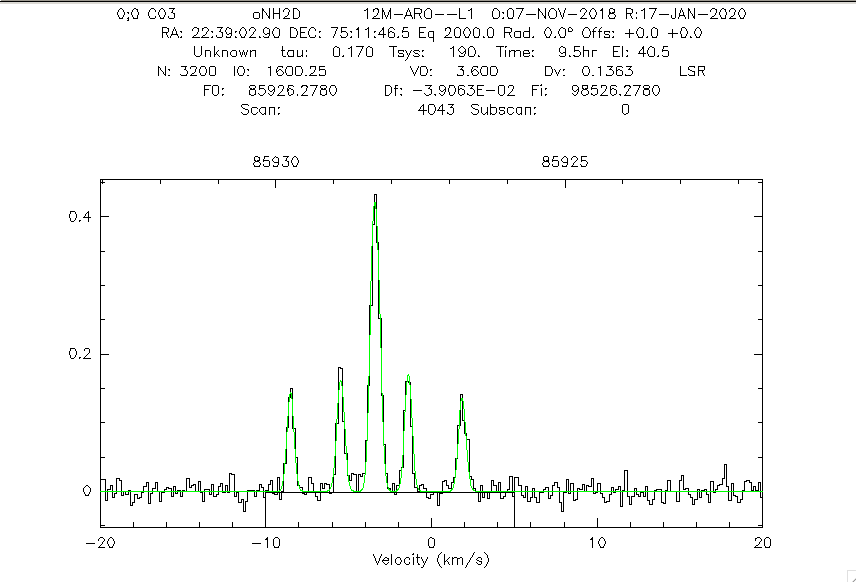 0;0 CO3 oNH2D 12M-ARO--L1 O:07-NOV-2018 R:17-JAN-2020
RA: 22:39:02.90 DEC: 75:11:46.5 Eq 2000.0 Rad. 0.0° Offs: +0.0 +0.0
Unknown tau: 0.170 Tsys: 190. Time: 9.5hr El: 40.5
N: 3200 I0: 1600.25 V0: 3.600 Dv: 0.1363 LSR
F0: 85926.2780 Df: -3.9063E-02 Fi: 98526.2780
Scan: 4043 Subscan: 0
85930 85925
0.4
0.2
0
-20 -10 0 10 20
Velocity (km/s)